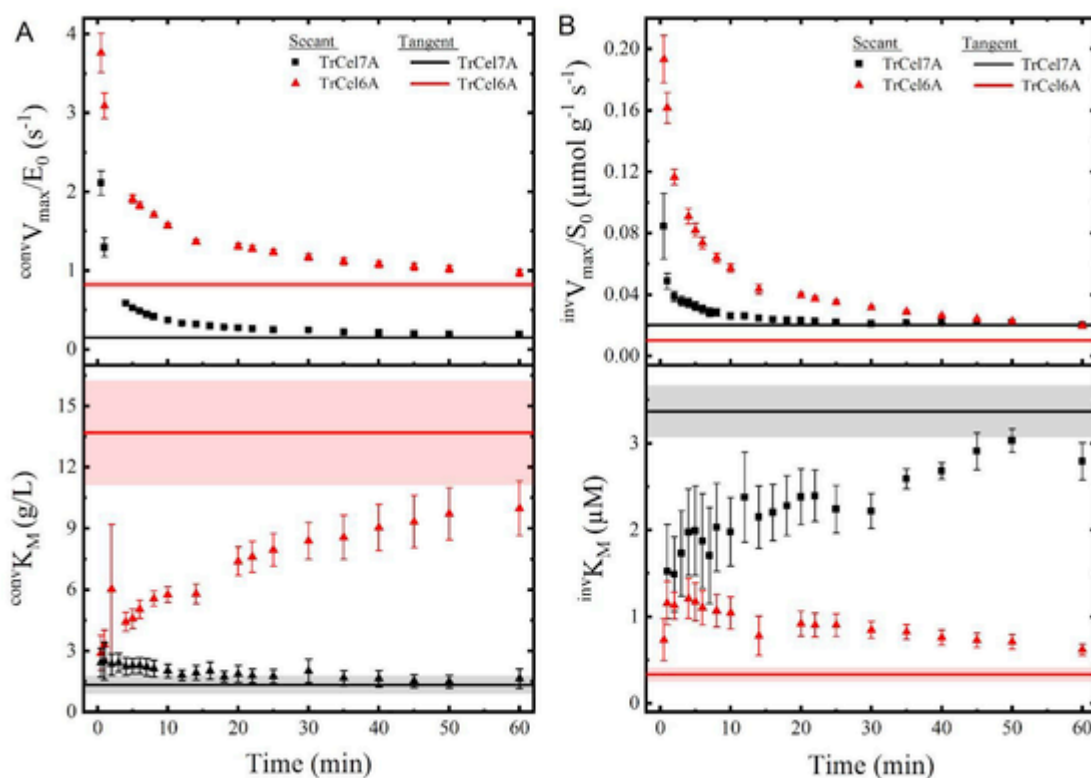 A
Sccant Tangent
TrCel7A TrCel7A
TrCel6A TrCel6A
convVmax/E0 (s-1)
4
3
2
1
0
convKM (g/L)
15
12
9
6
3
0
0 10 20 30 40 50 60
Time (min)
B
Sccant Tangent
TrCel7A TrCel7A
TrCel6A TrCel6A
invVmax/S0 (µmol g-1 s-1)
0.20
0.16
0.12
0.08
0.04
0.00
invKM (µM)
3
2
1
0
0 10 20 30 40 50 60
Time (min)